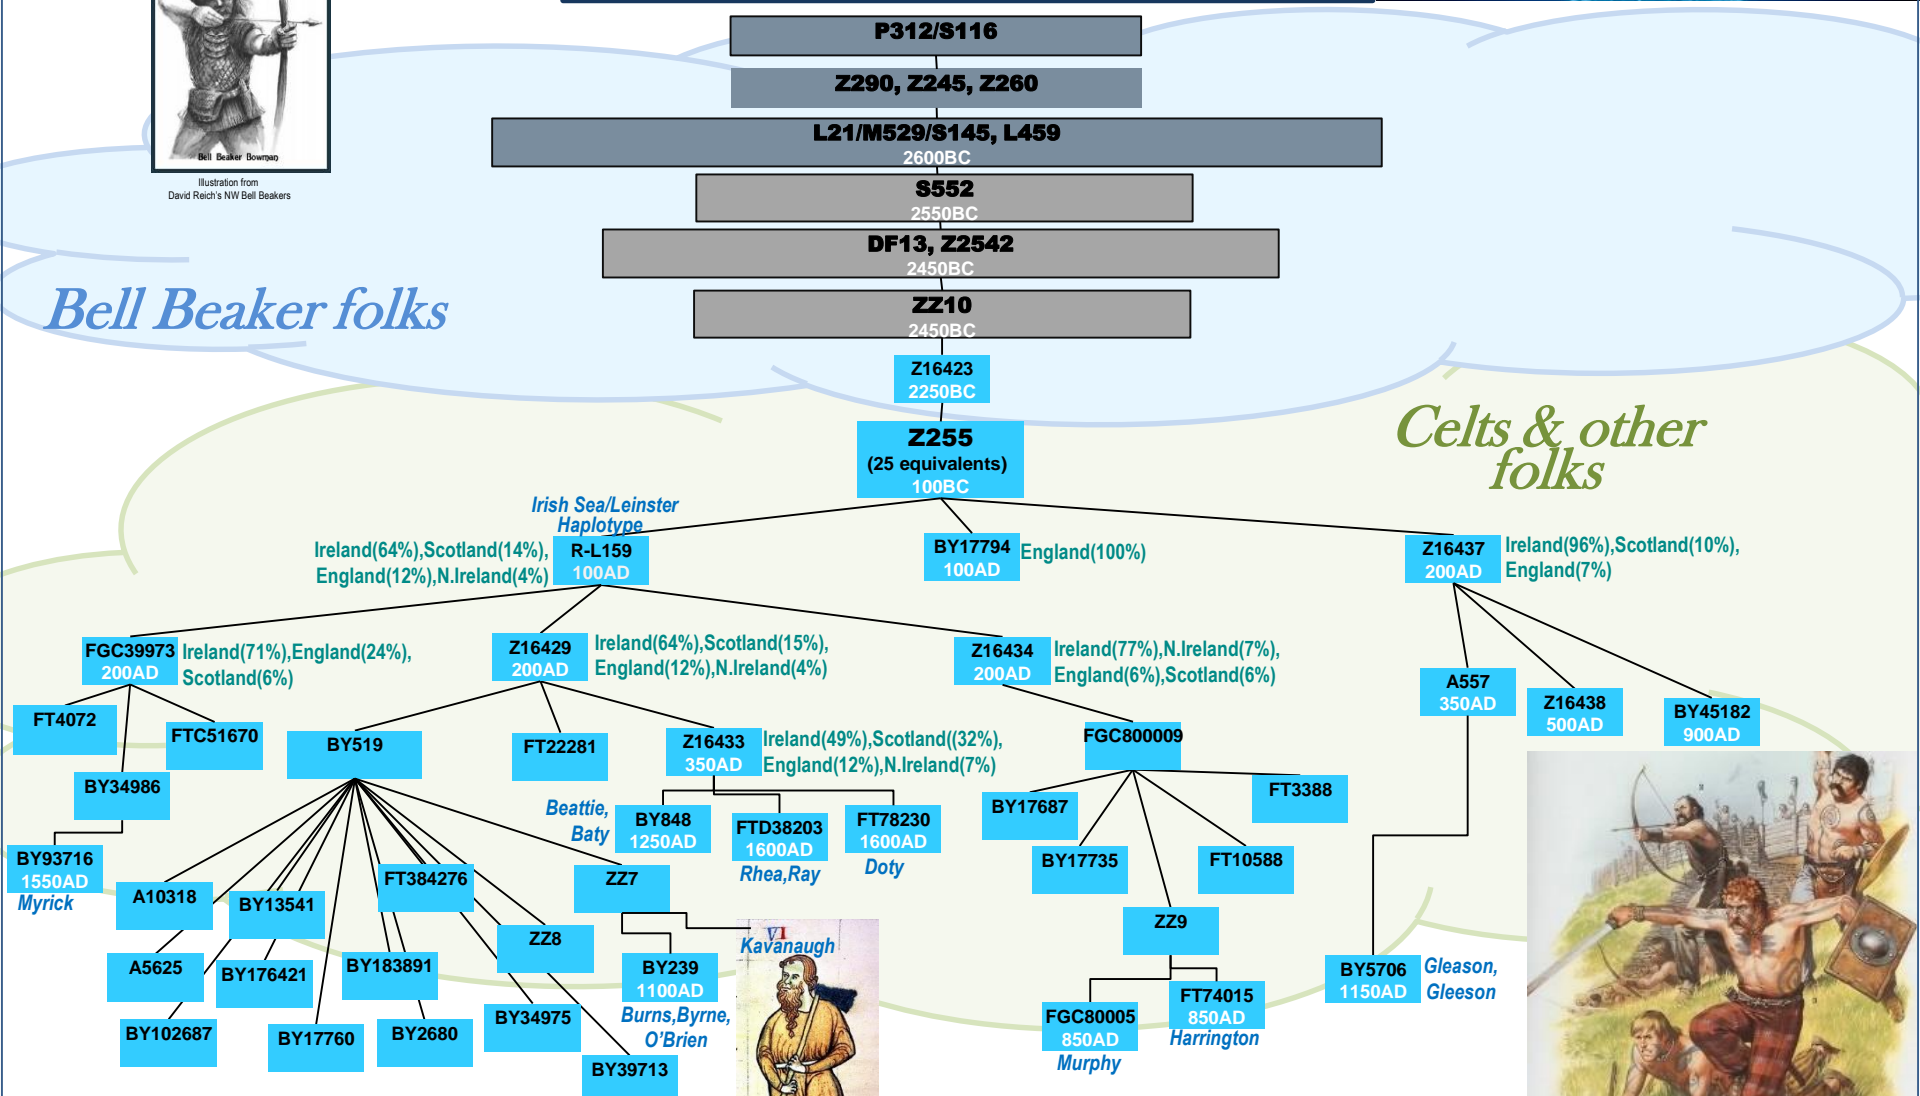 P312/S116
Z290, Z245, Z260
L21/M529/S145, L459
2600BC
Bell Beaker Bowman
Illustration from
David Reich's NW Bell Beakers
S552
2550BC
DF13, Z2542
2450BC
Bell Beaker folks
ZZ10
2450BC
Z16423
2250BC
Celts & other
folks
Z255
(25 equivalents)
100BC
Irish Sea/Leinster
Haplotype
Ireland(64%),Scotland(14%),
England(12%),N.Ireland(4%)
R-L159
100AD
BY17794
100AD
England(100%)
Z16437
200AD
Ireland(96%),Scotland(10%),
England(7%)
FGC39973
200AD
Ireland(71%),England(24%),
Scotland(6%)
Z16429
200AD
Ireland(64%),Scotland(15%),
England(12%),N.Ireland(4%)
Z16434
200AD
Ireland(77%),N.Ireland(7%),
England(6%),Scotland(6%)
A557
350AD
Z16438
500AD
BY45182
900AD
FT4072
FTC51670
BY34986
BY93716
1550AD
Myrick
BY519
FT22281
Z16433
350AD
Ireland(49%),Scotland((32%),
England(12%),N.Ireland(7%)
Beattie,
Baty
BY848
1250AD
FTD38203
1600AD
Rhea,Ray
FT78230
1600AD
Doty
FGC800009
BY17687
FT3388
BY17735
FT10588
ZZ9
A10318
BY13541
FT384276
ZZ7
A5625
BY176421
BY183891
ZZ8
BY102687
BY17760
BY2680
BY34975
BY39713
VI
Kavanaugh
BY239
1100AD
Burns,Byrne,
O'Brien
FGC80005
850AD
Murphy
FT74015
850AD
Harrington
BY5706
1150AD
Gleason,
Gleeson